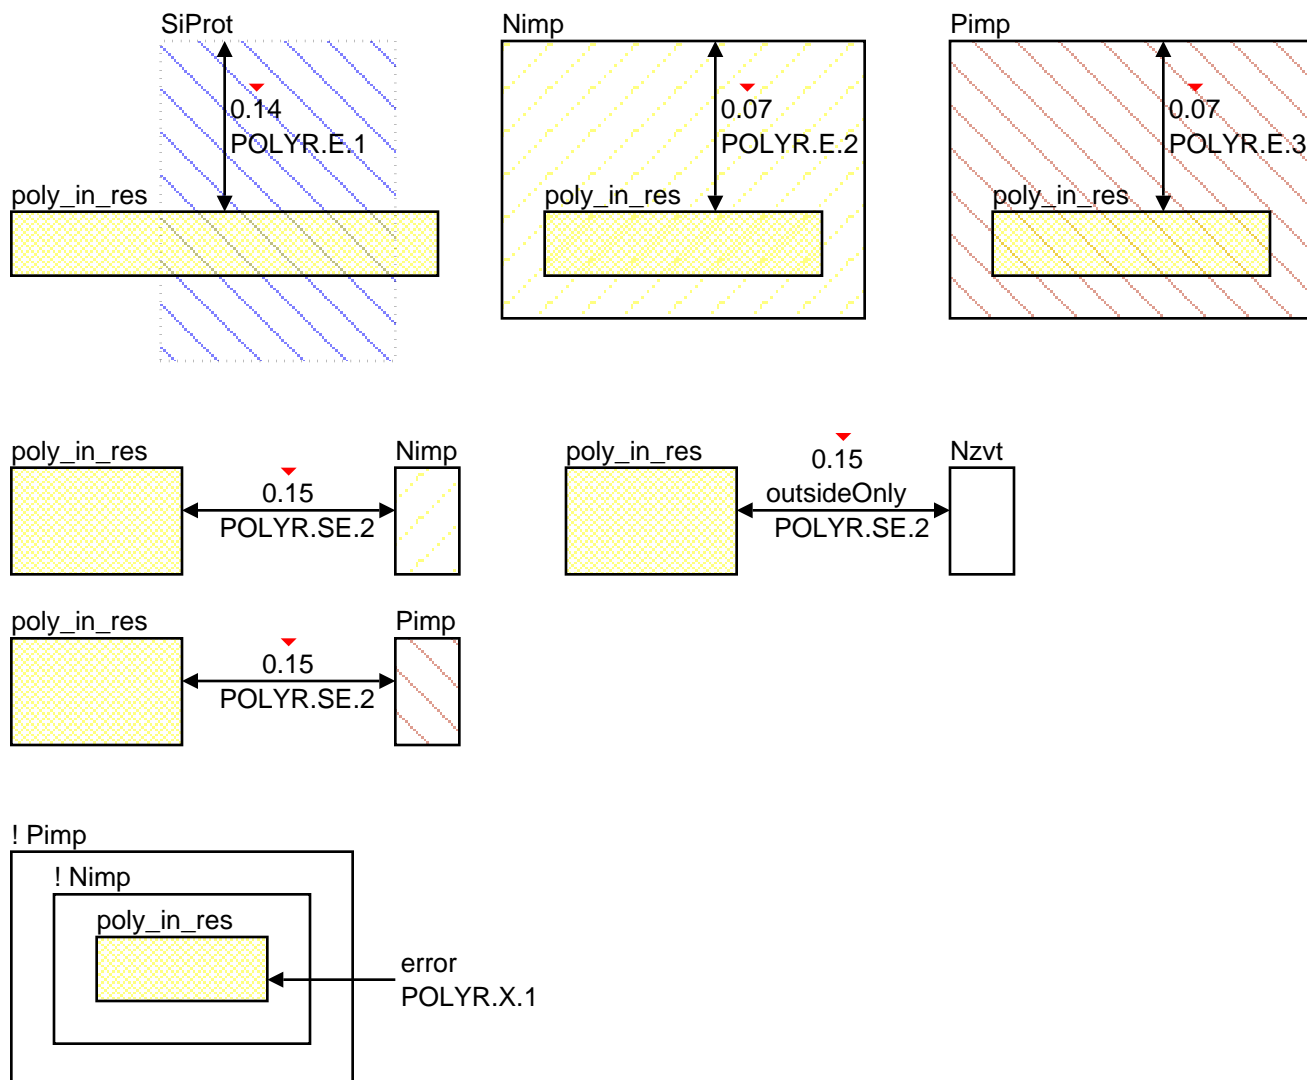 SiProt
0.14
POLYR.E.1
poly_in_res
Nimp
0.07
POLYR.E.2
poly_in_res
Pimp
0.07
POLYR.E.3
poly_in_res
poly_in_res
0.15
POLYR.SE.2
Nimp
poly_in_res
0.15
outsideOnly
POLYR.SE.2
Nzvt
poly_in_res
0.15
POLYR.SE.2
Pimp
! Pimp
! Nimp
poly_in_res
error
POLYR.X.1